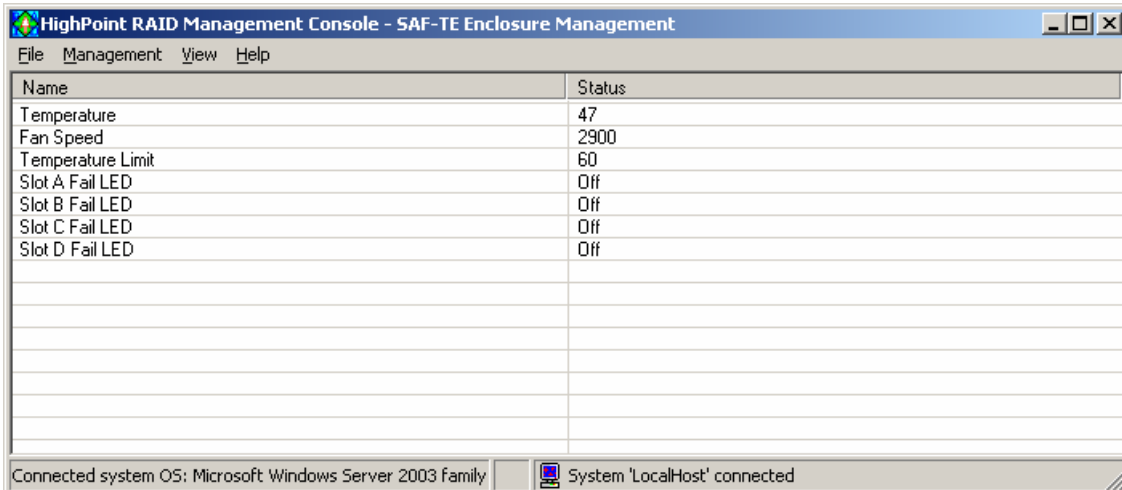 HighPoint RAID Management Console - SAF-TE Enclosure Management
File Management View Help
Name Status
Temperature 47
Fan Speed 2900
Temperature Limit 60
Slot A Fail LED Off
Slot B Fail LED Off
Slot C Fail LED Off
Slot D Fail LED Off
Connected system OS: Microsoft Windows Server 2003 family System 'LocalHost' connected